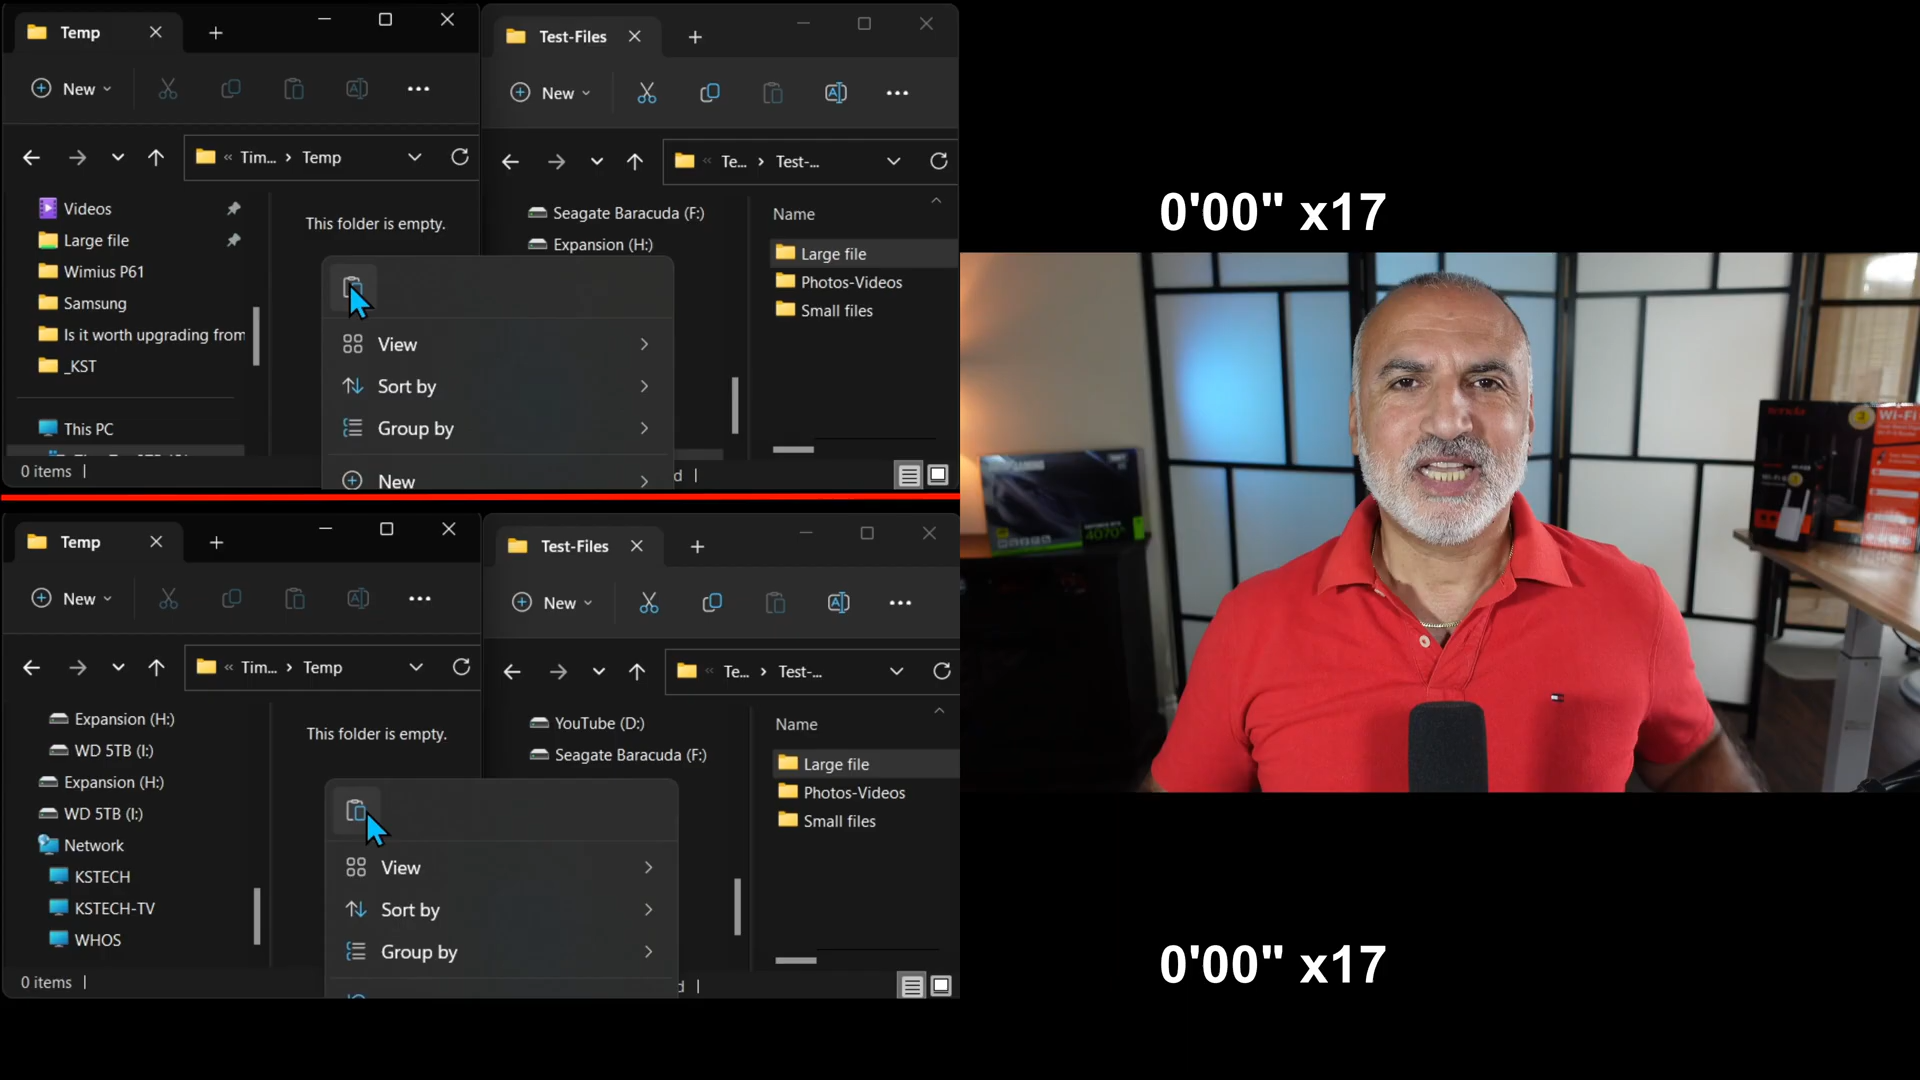 Temp
Test-Files
New
New
« Tim... > Temp
« Te... > Test-...
Videos
Large file
Wimius P61
Samsung
Is it worth upgrading from
_KST
This PC
0 items
This folder is empty.
View
Sort by
Group by
New
Seagate Baracuda (F:)
Expansion (H:)
Name
Large file
Photos-Videos
Small files
d
0'00" x17
Temp
Test-Files
New
New
« Tim... > Temp
« Te... > Test-...
Expansion (H:)
WD 5TB (I:)
Expansion (H:)
WD 5TB (I:)
Network
KSTECH
KSTECH-TV
WHOS
0 items
This folder is empty.
View
Sort by
Group by
YouTube (D:)
Seagate Baracuda (F:)
Name
Large file
Photos-Videos
Small files
d
0'00" x17
4070
Wi-Fi